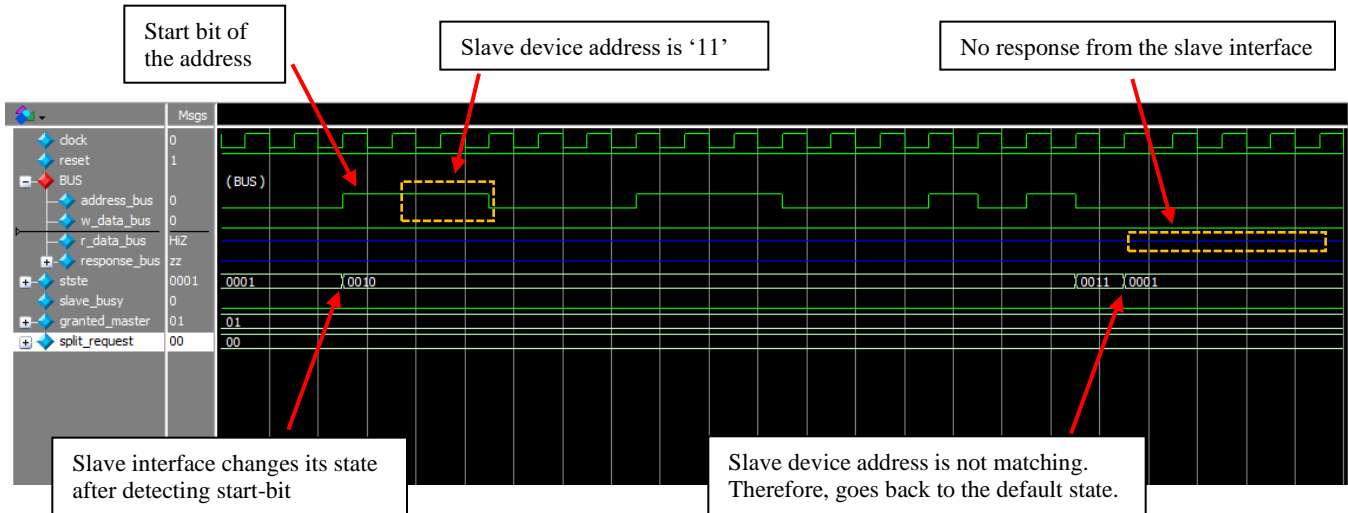 Start bit of
the address
Slave device address is ‘11’
No response from the slave interface
Msgs
clock 0
reset 1
BUS (BUS)
address_bus 0
w_data_bus 0
r_data_bus HiZ
response_bus zz
stste 0001 0001 0010 0011 0001
slave_busy 0
granted_master 01 01
split_request 00 00
Slave interface changes its state
after detecting start-bit
Slave device address is not matching.
Therefore, goes back to the default state.